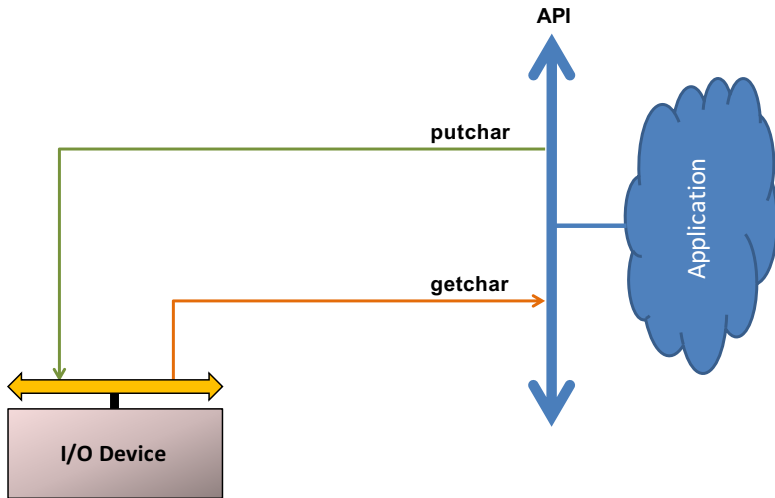 API
putchar
Application
getchar
I/O Device